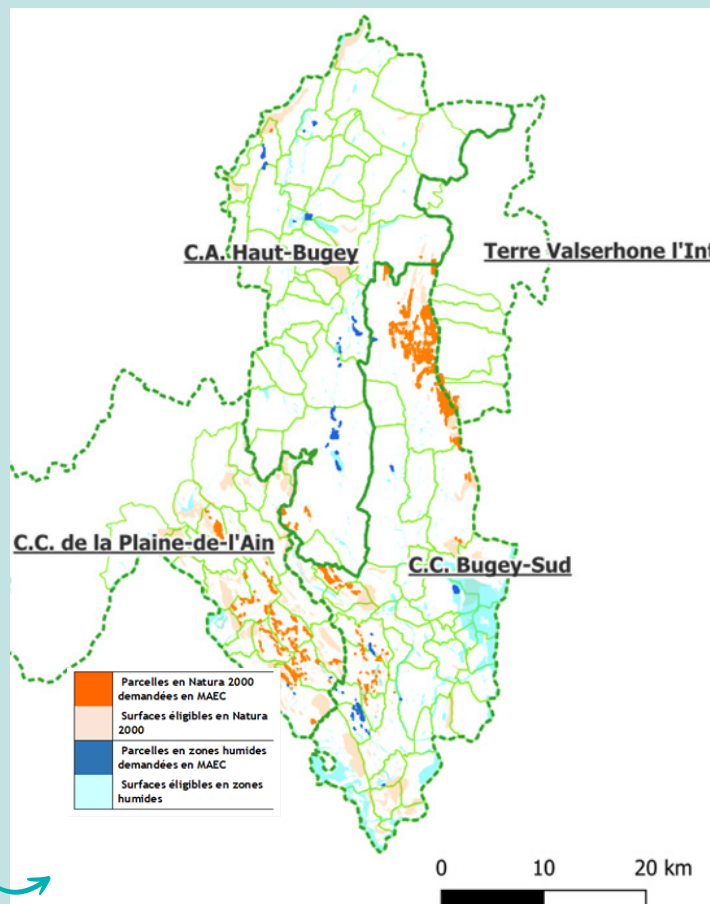 C.A. Haut-Bugey
Terre Valserhone l'Int
C.C. de la Plaine-de-l'Ain
C.C. Bugey-Sud
Parcelles en Natura 2000
demandées en MAEC
Surfaces éligibles en Natura
2000
Parcelles en zones humides
demandées en MAEC
Surfaces éligibles en zones
humides
0 10 20 km